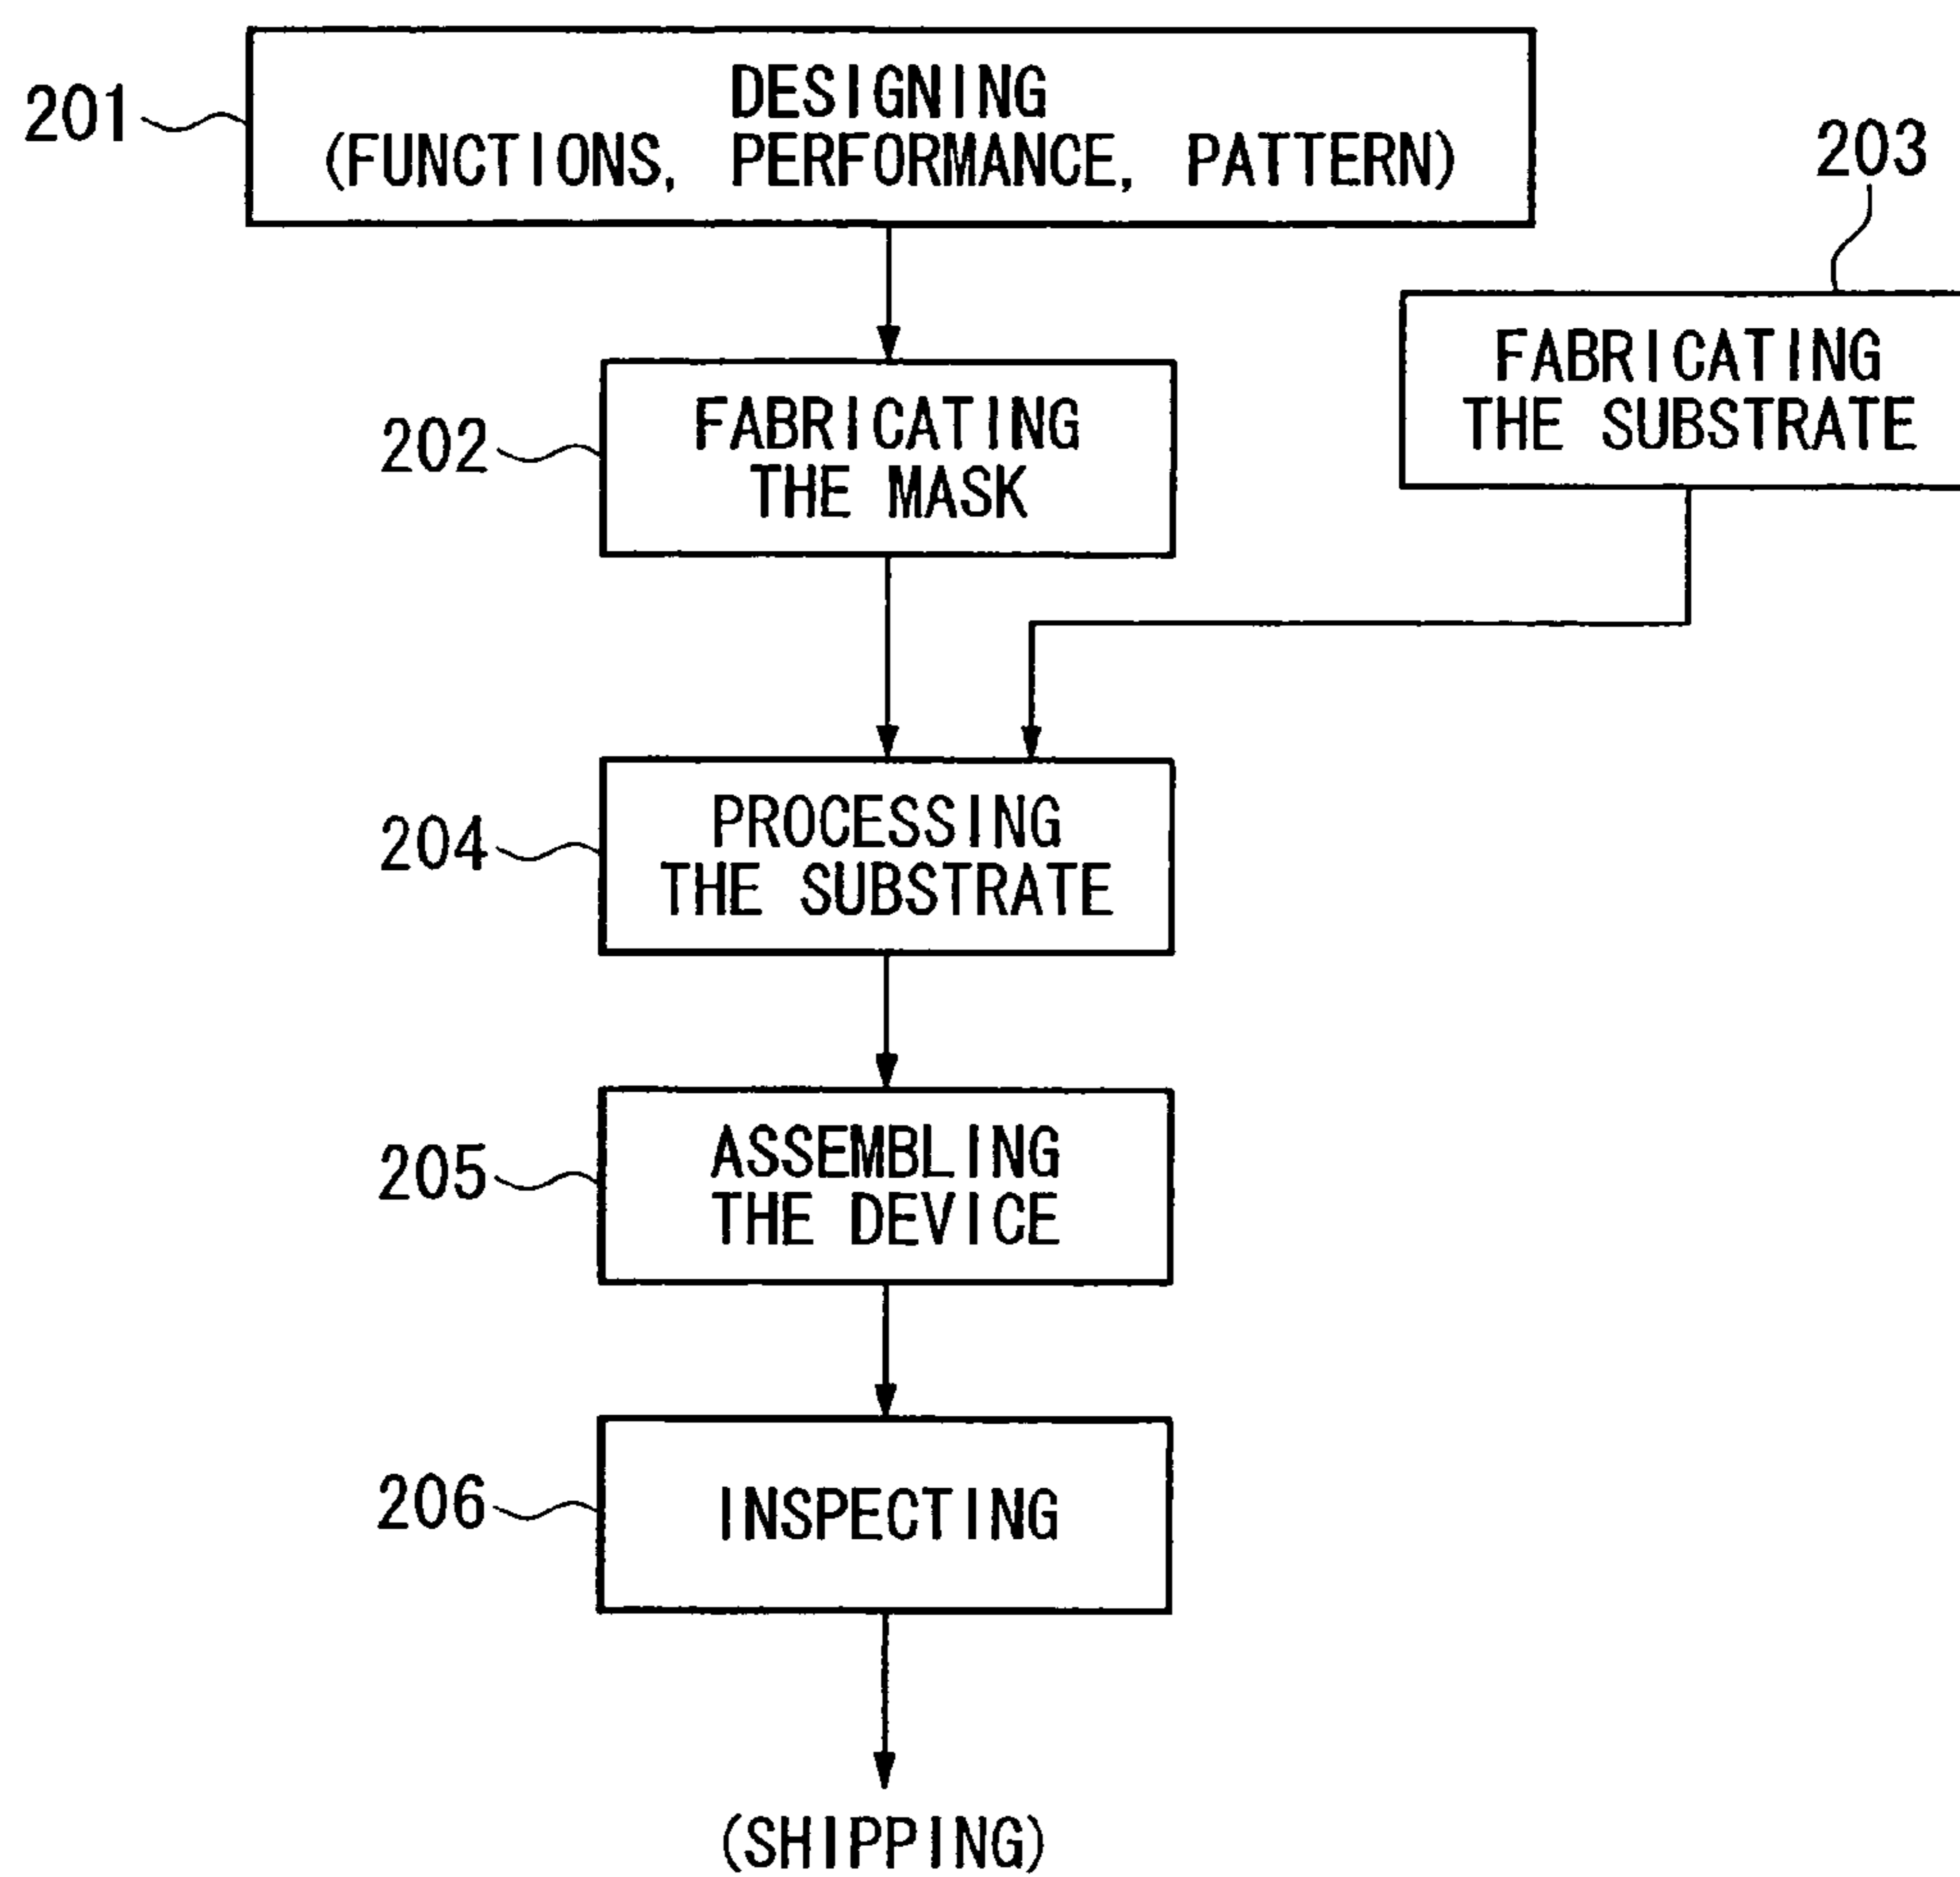 201
DESIGNING
(FUNCTIONS, PERFORMANCE, PATTERN)
203
FABRICATING
THE SUBSTRATE
202
FABRICATING
THE MASK
204
PROCESSING
THE SUBSTRATE
205
ASSEMBLING
THE DEVICE
206
INSPECTING
(SHIPPING)